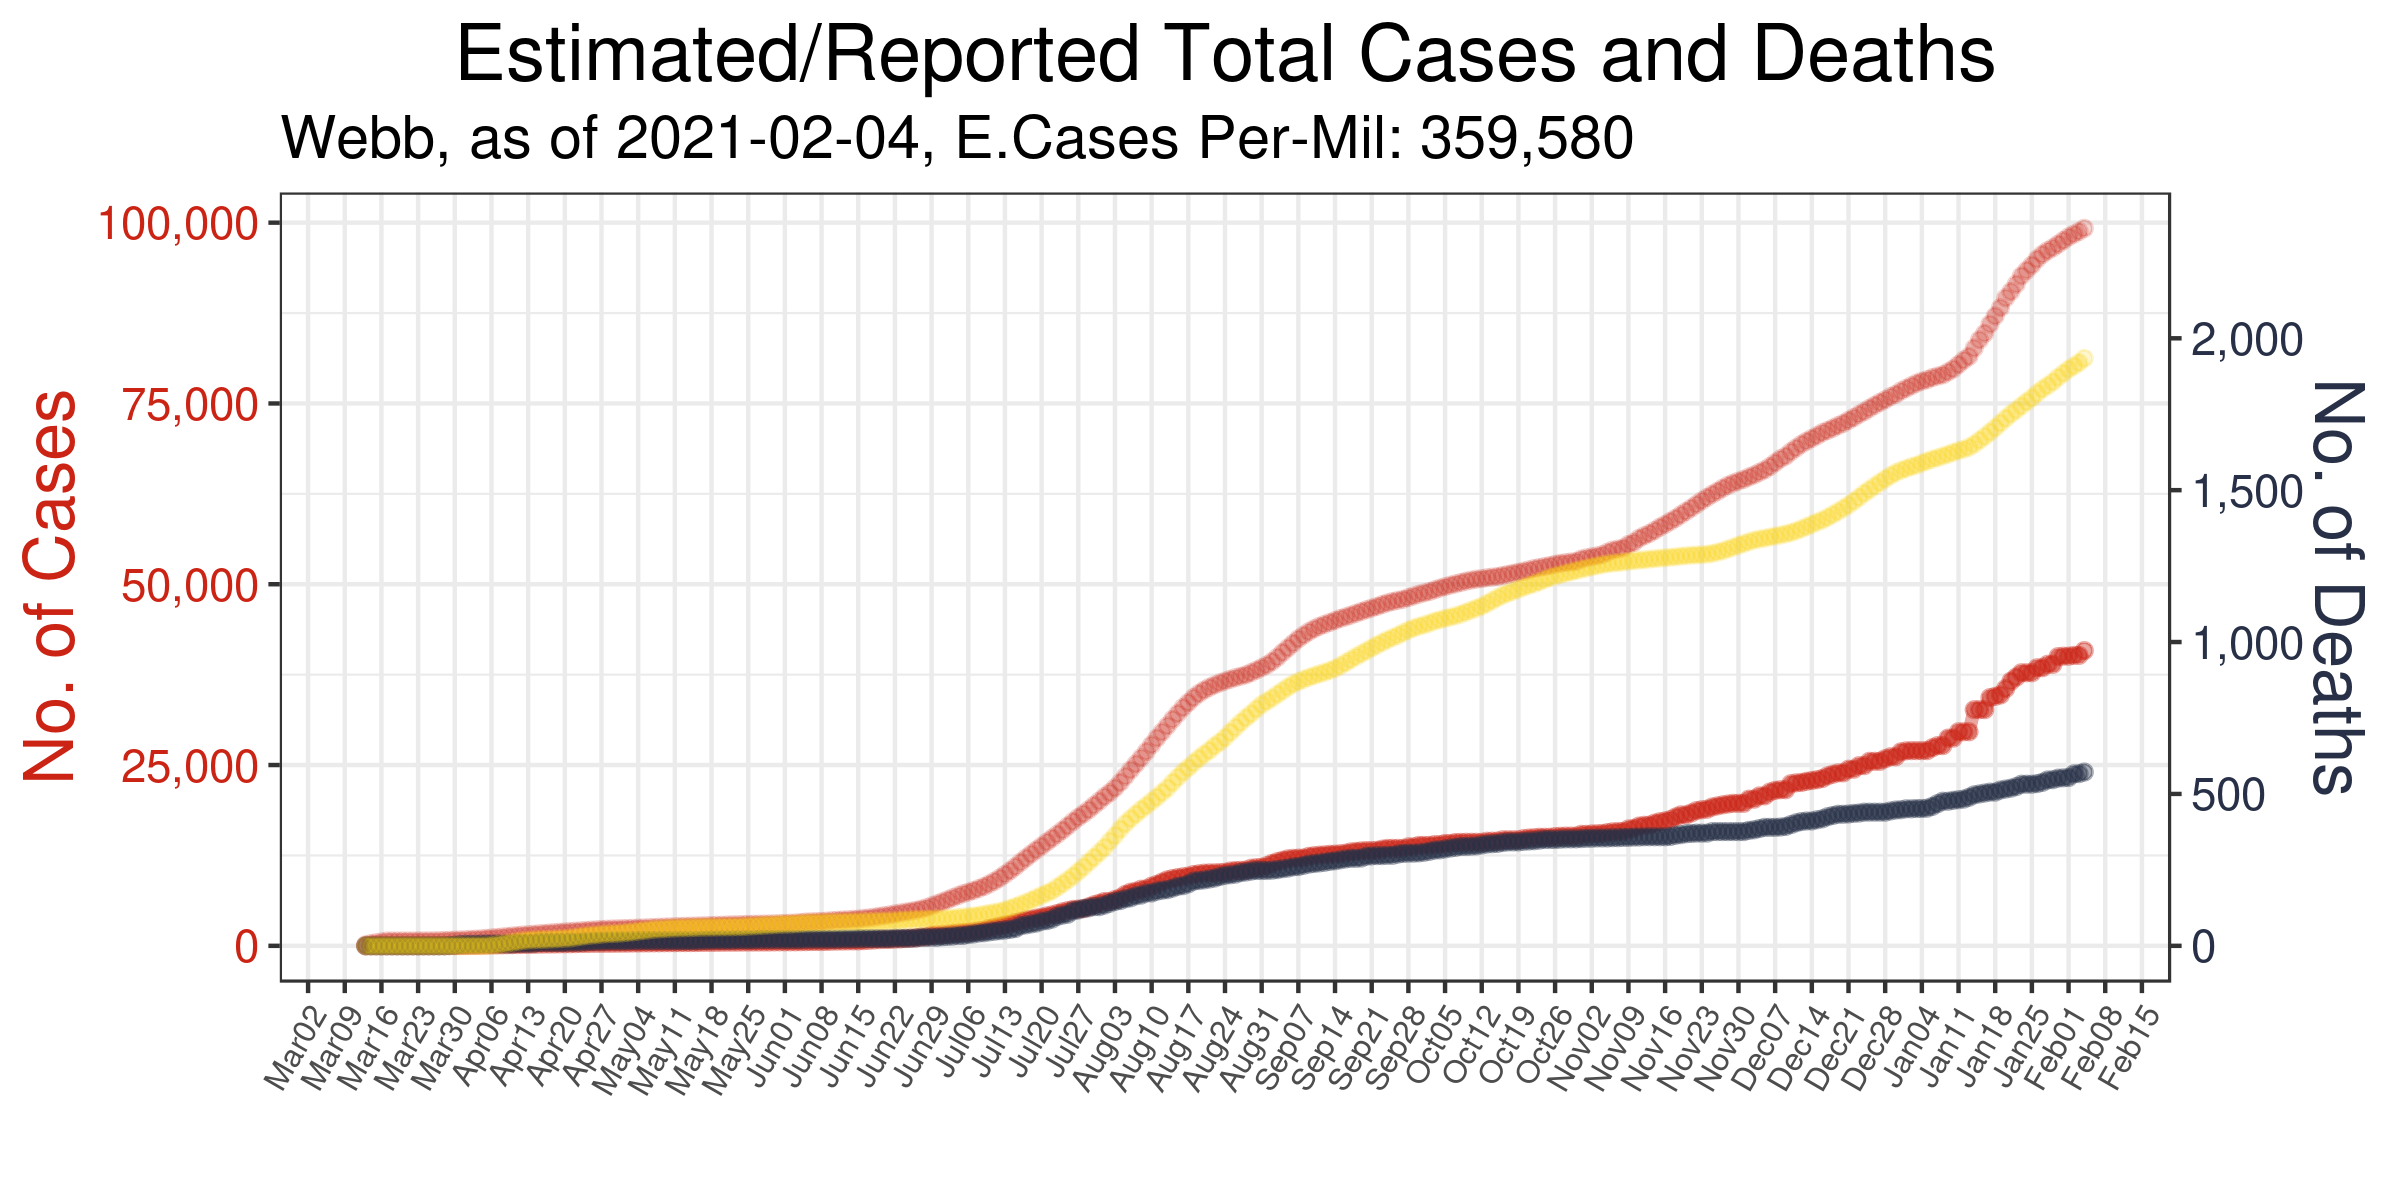 Estimated/Reported Total Cases and Deaths
Webb, as of 2021-02-04, E.Cases Per-Mil: 359,580
No. of Cases
100,000
75,000
50,000
25,000
0
2,000
1,500
1,000
500
0
No. of Deaths
Mar02
Mar09
Mar16
Mar23
Mar30
Apr06
Apr13
Apr20
Apr27
May04
May11
May18
May25
Jun01
Jun08
Jun15
Jun22
Jun29
Jul06
Jul13
Jul20
Jul27
Aug03
Aug10
Aug17
Aug24
Aug31
Sep07
Sep14
Sep21
Sep28
Oct05
Oct12
Oct19
Oct26
Nov02
Nov09
Nov16
Nov23
Nov30
Dec07
Dec14
Dec21
Dec28
Jan04
Jan11
Jan18
Jan25
Feb01
Feb08
Feb15